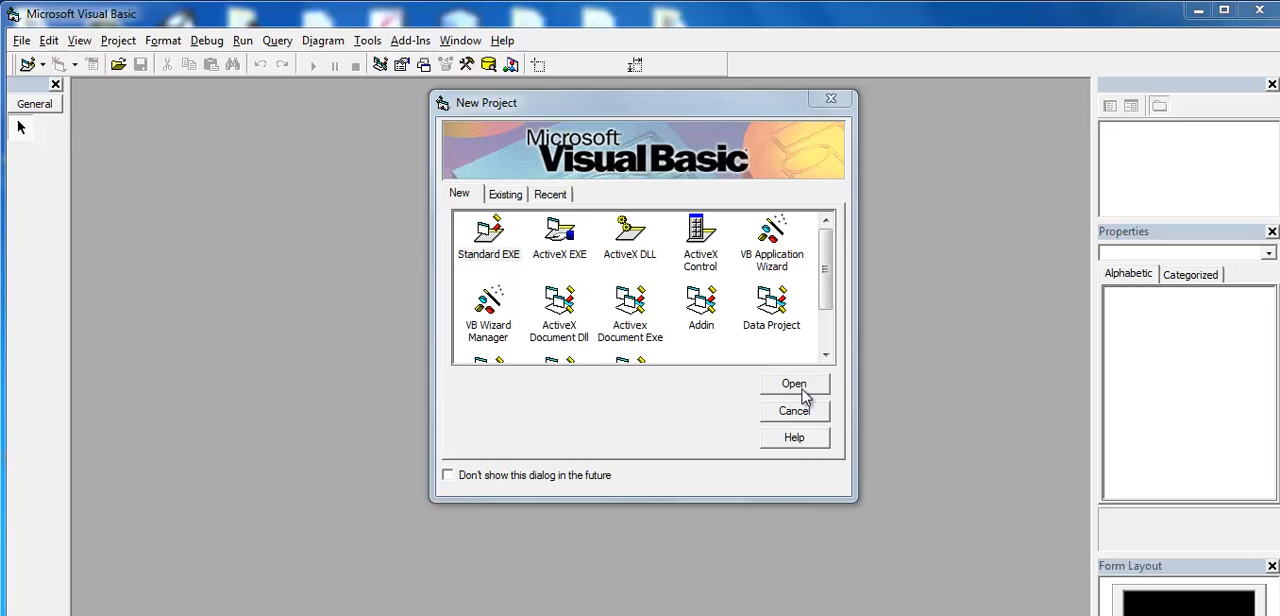 Microsoft Visual Basic
File Edit View Project Format Debug Run Query Diagram Tools Add-Ins Window Help
General
New Project
Microsoft
Visual Basic
New Existing Recent
Standard EXE ActiveX EXE ActiveX DLL ActiveX Control VB Application Wizard
VB Wizard Manager ActiveX Document Dll Activex Document Exe Addin Data Project
Open
Cancel
Help
Don't show this dialog in the future
Properties
Alphabetic Categorized
Form Layout